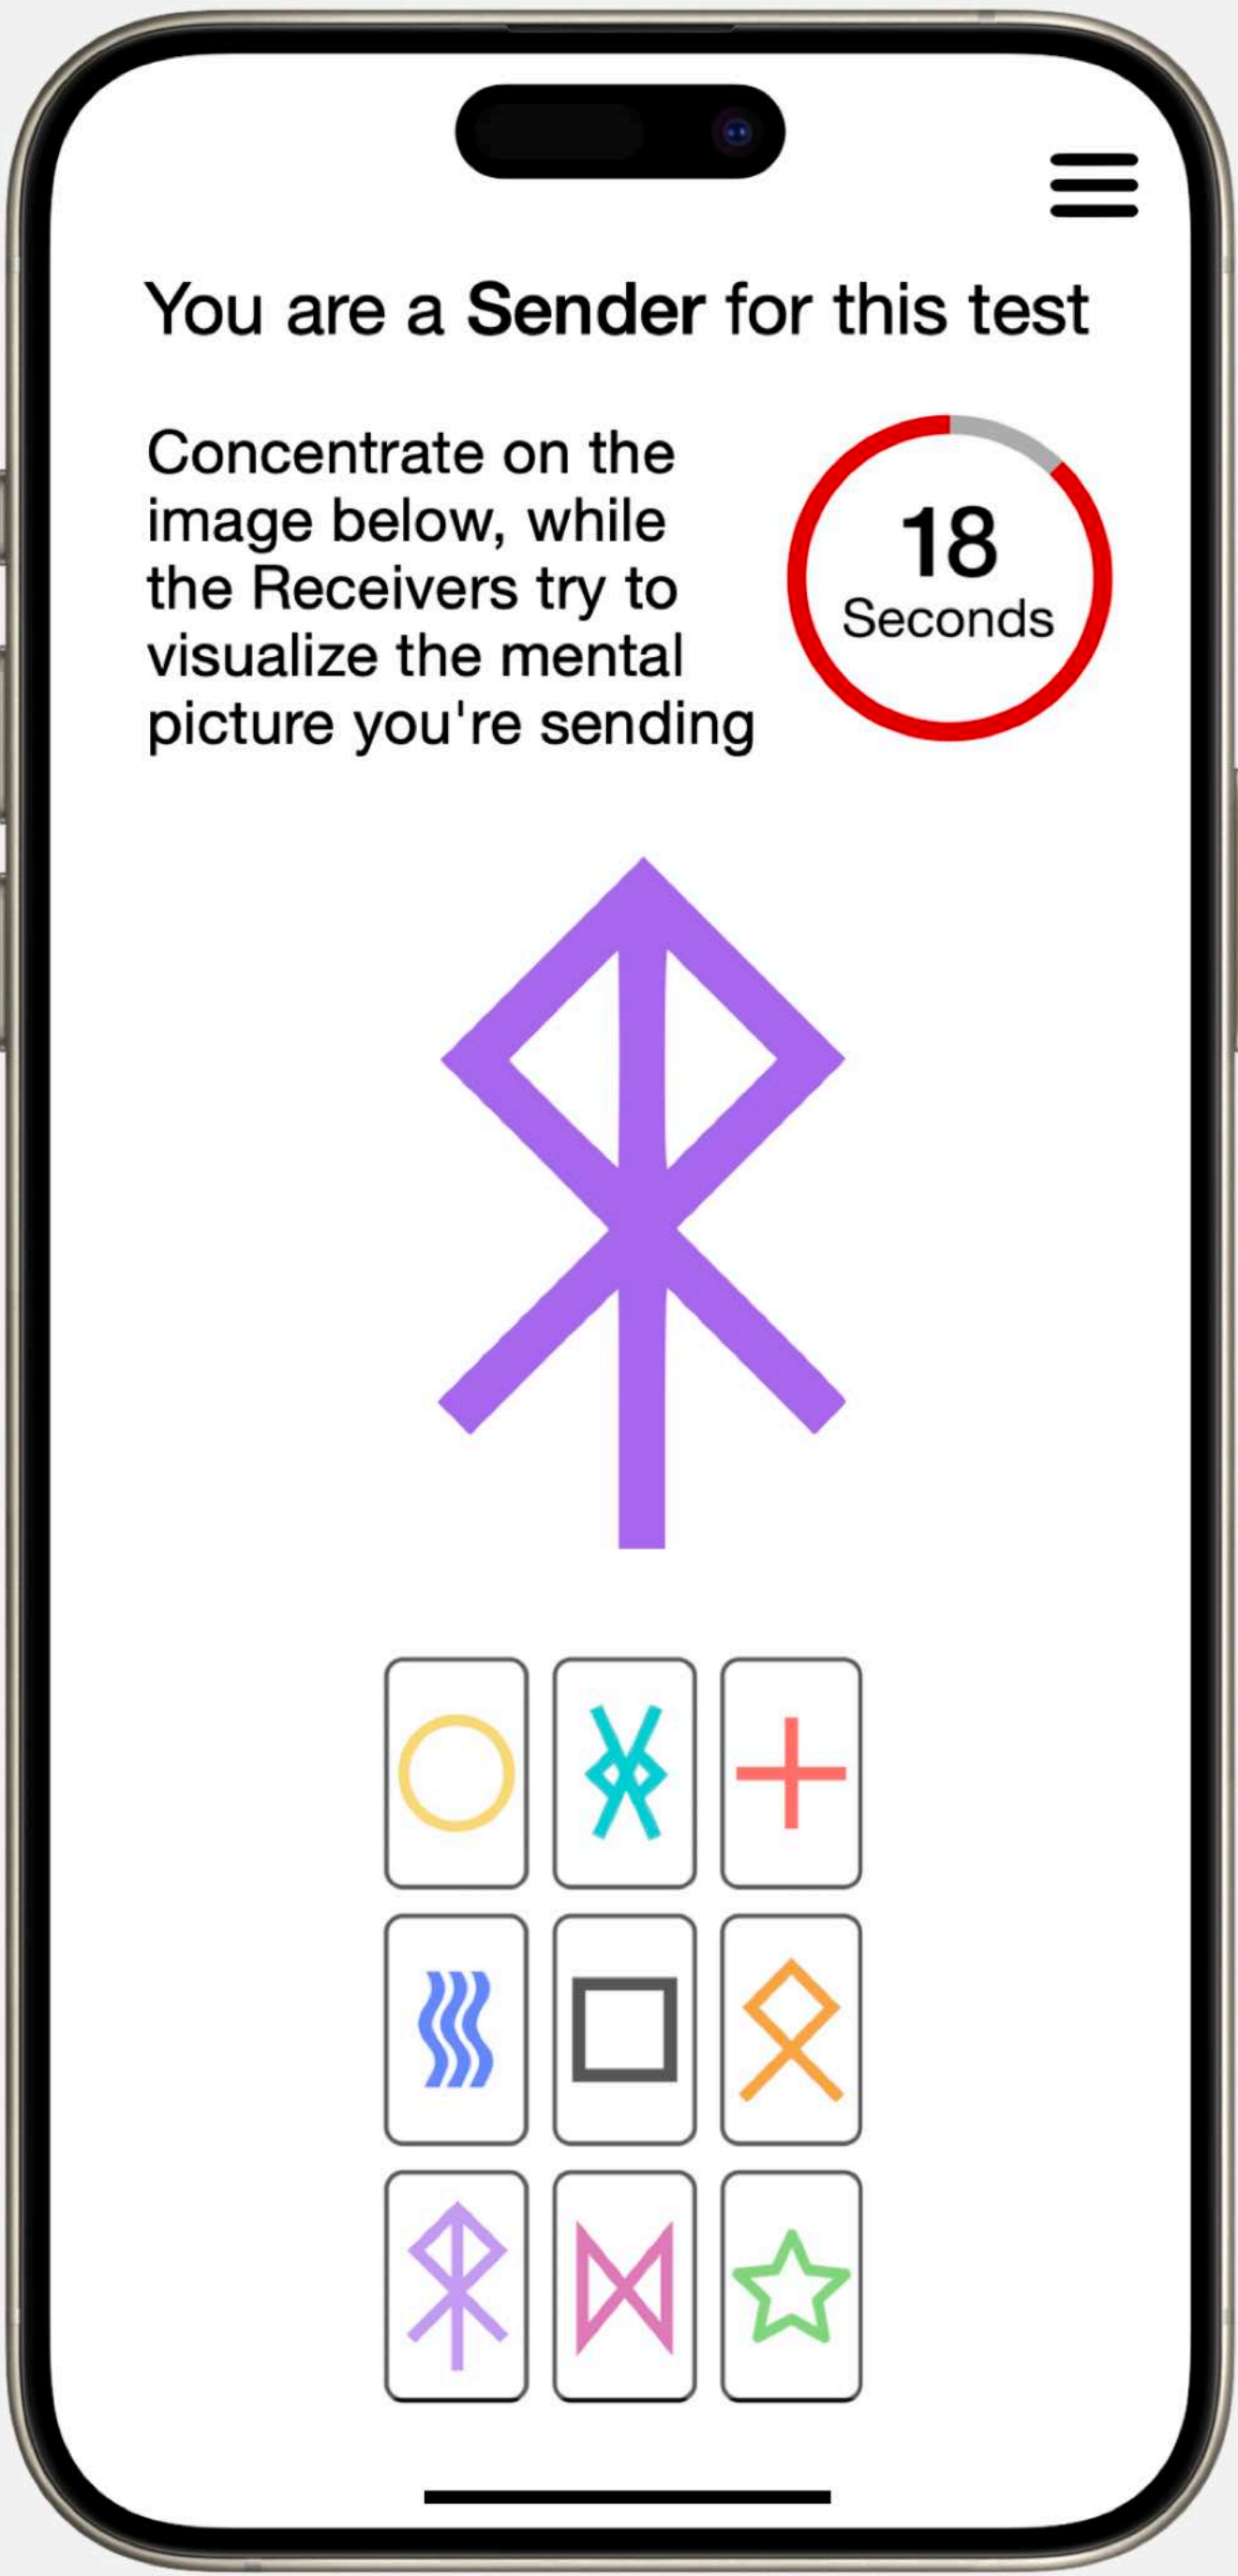 You are a Sender for this test
Concentrate on the
image below, while
the Receivers try to
visualize the mental
picture you're sending
18
Seconds